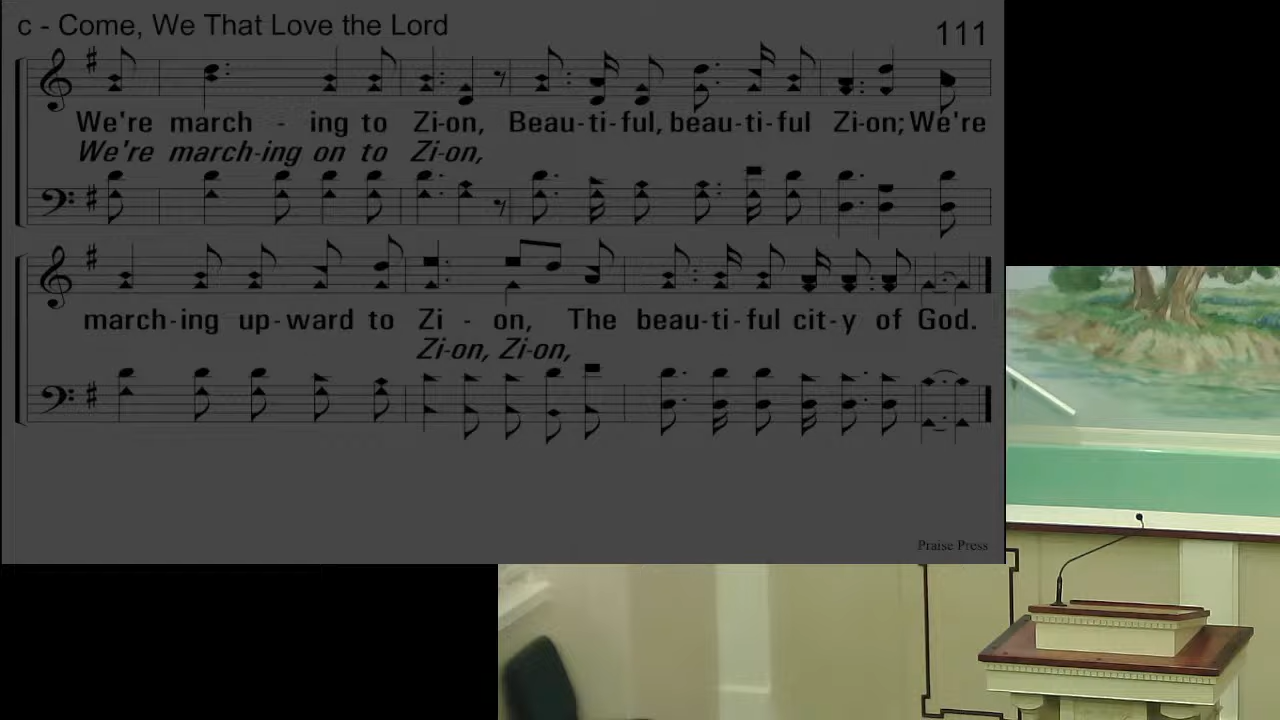 c - Come, We That Love the Lord
111
We're march - ing to Zi-on, Beau-ti-ful, beau-ti-ful Zi-on; We're
We're march-ing on to Zi-on,
march-ing up-ward to Zi - on, The beau-ti-ful cit-y of God.
Zi-on, Zi-on,
Praise Press